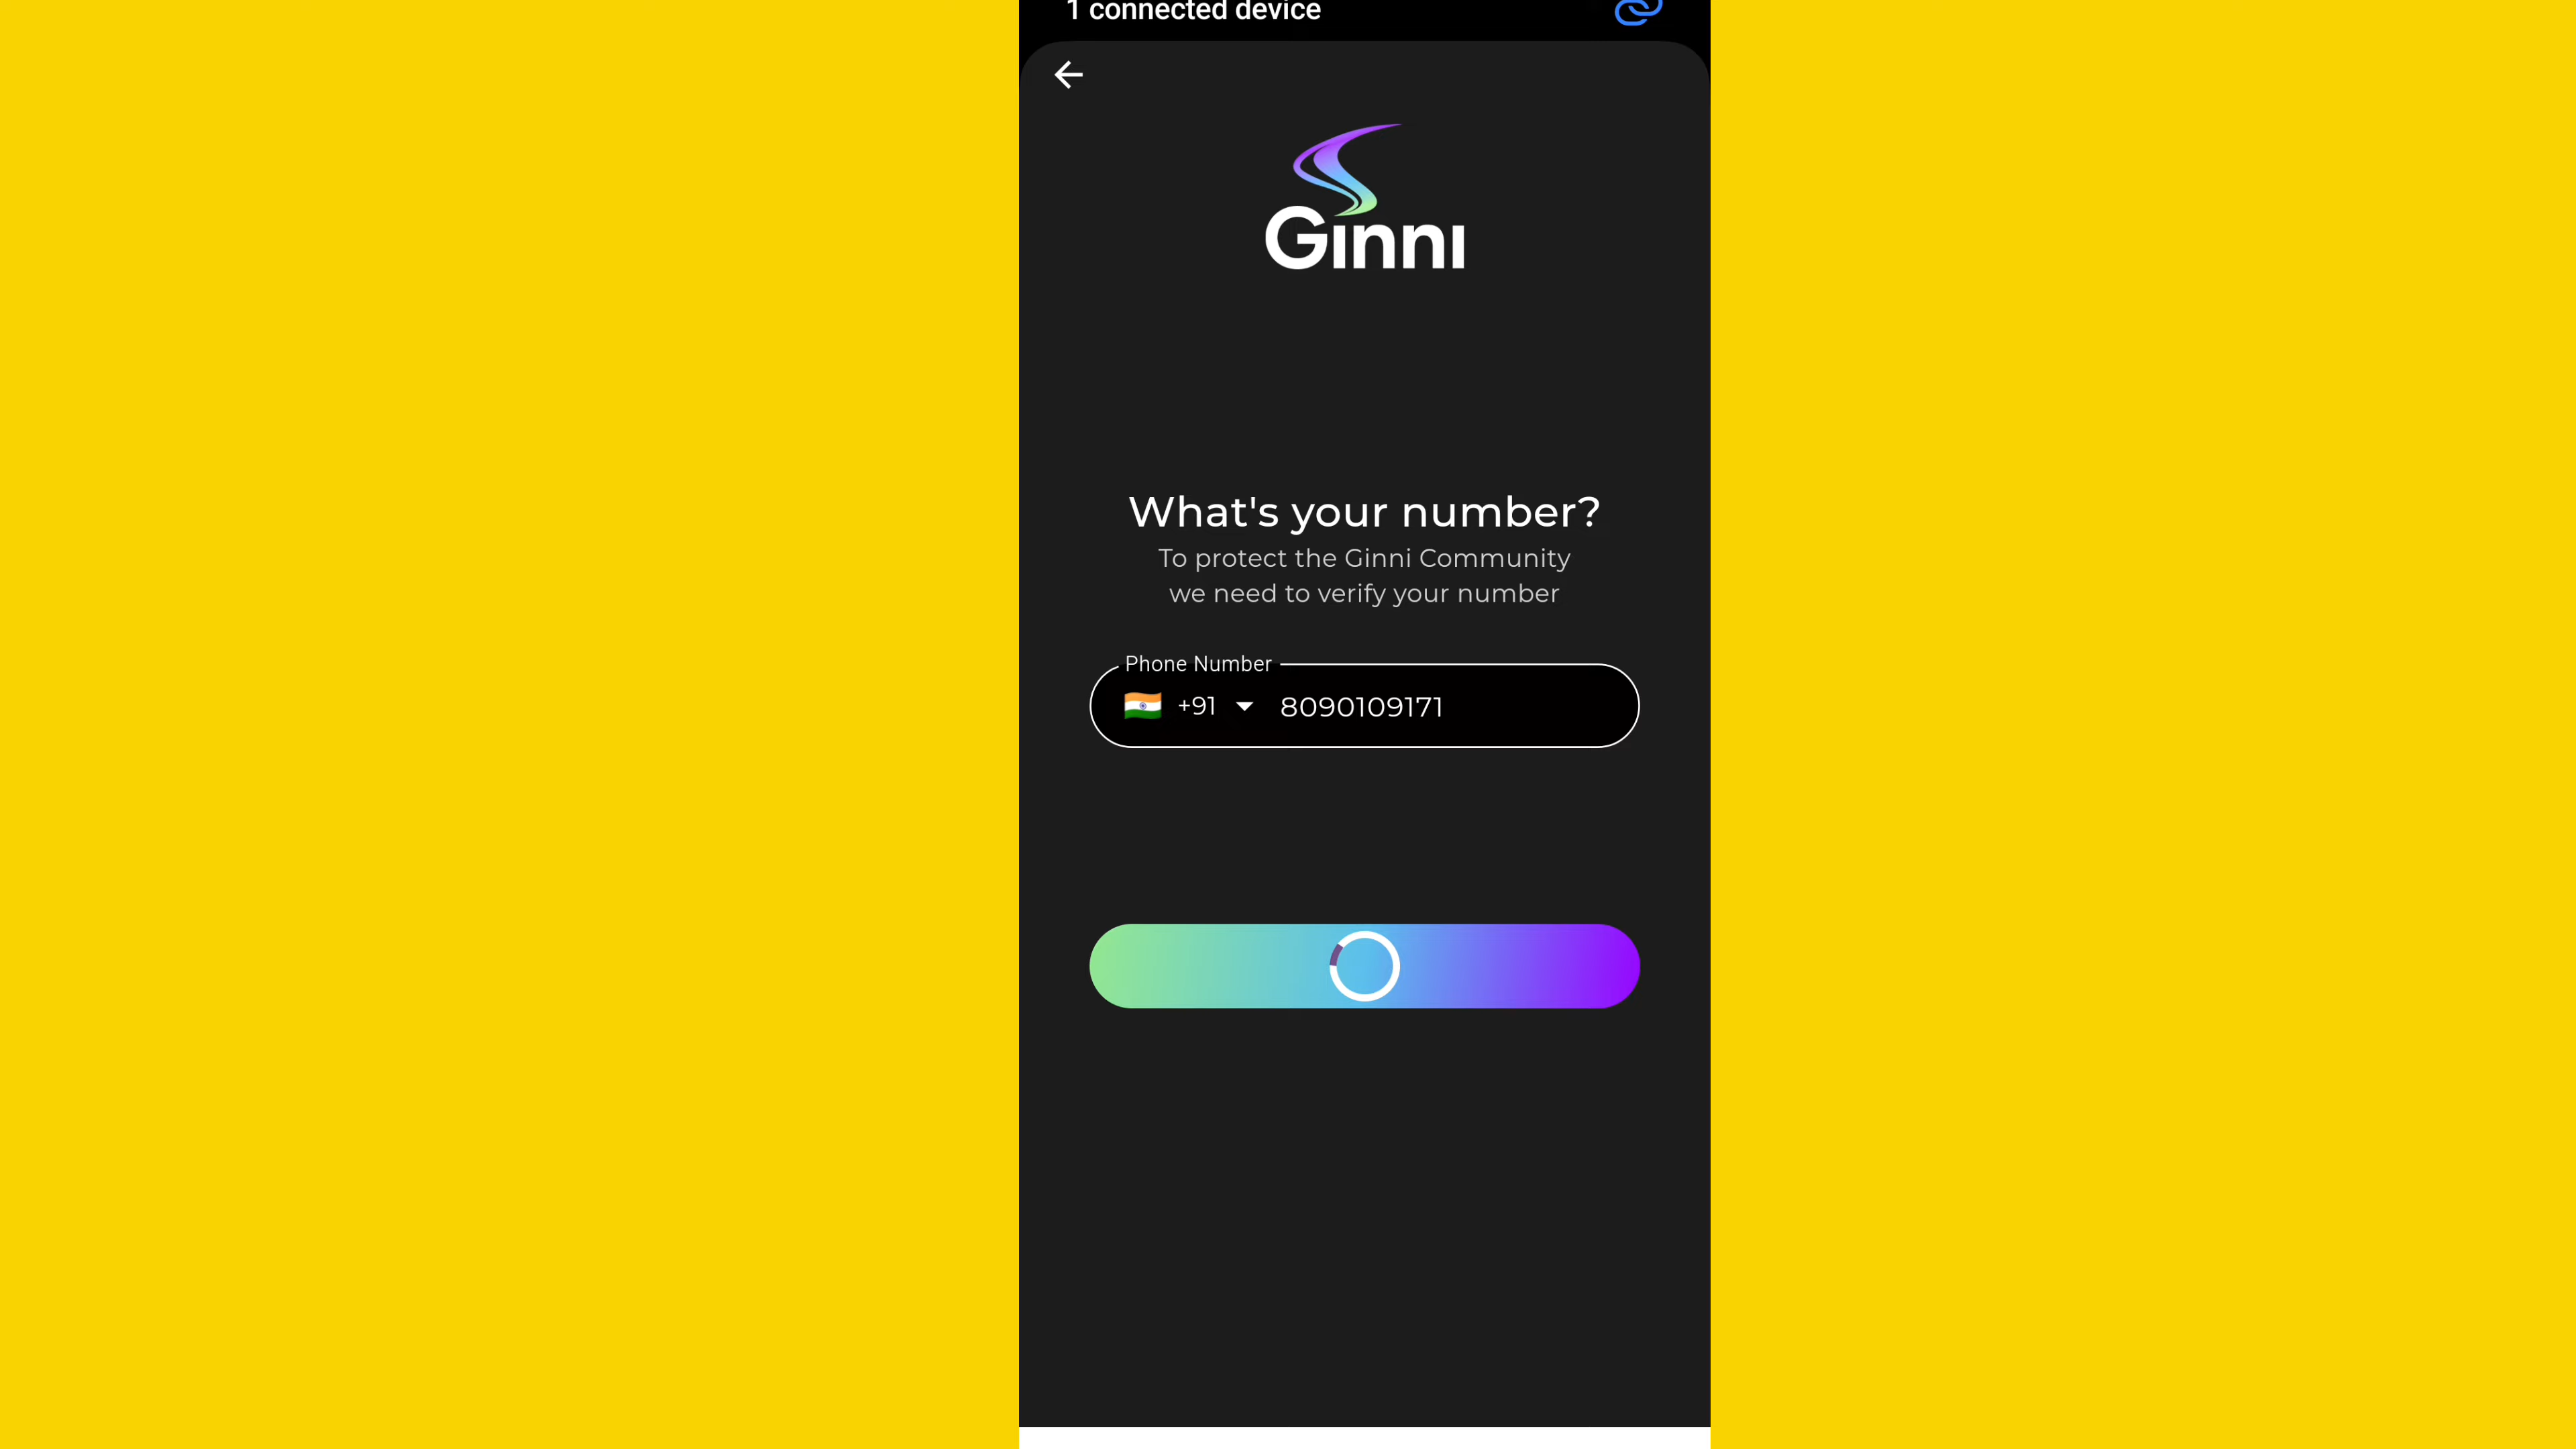 1 connected device
Ginni
What's your number?
To protect the Ginni Community
we need to verify your number
Phone Number
+91 8090109171